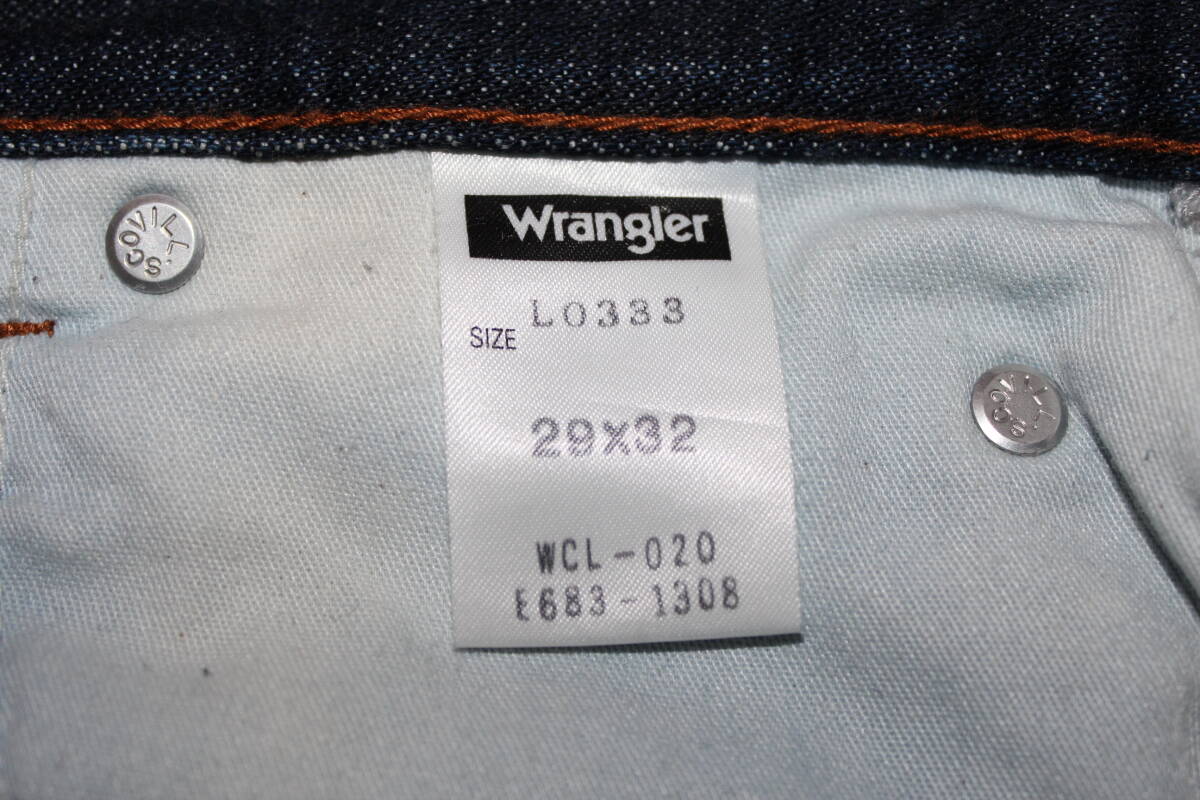 Wrangler
L0333
SIZE
29X32
WCL-020
E683-1308
SCOVILL
SCOVILL